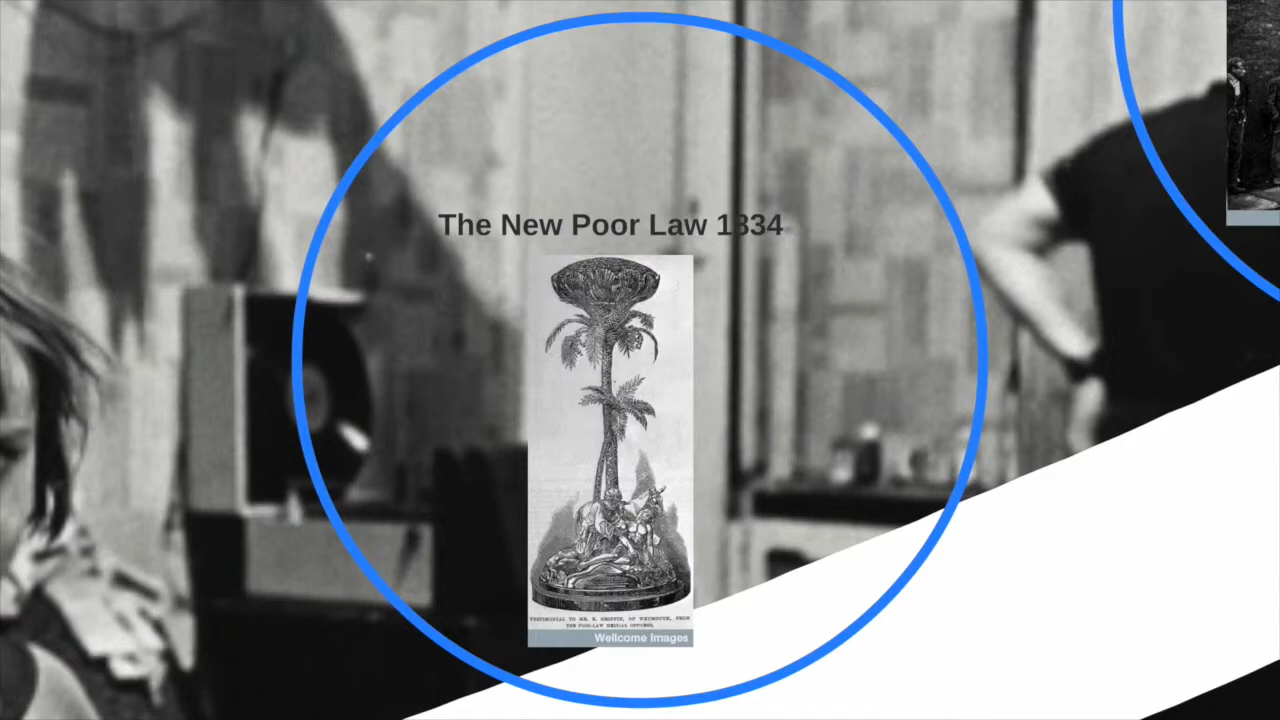 The New Poor Law 1834
TESTIMONIAL TO MR. R. GRIFFIN, OF WEYMOUTH, FROM
THE POOR-LAW MEDICAL OFFICERS.
Wellcome Images